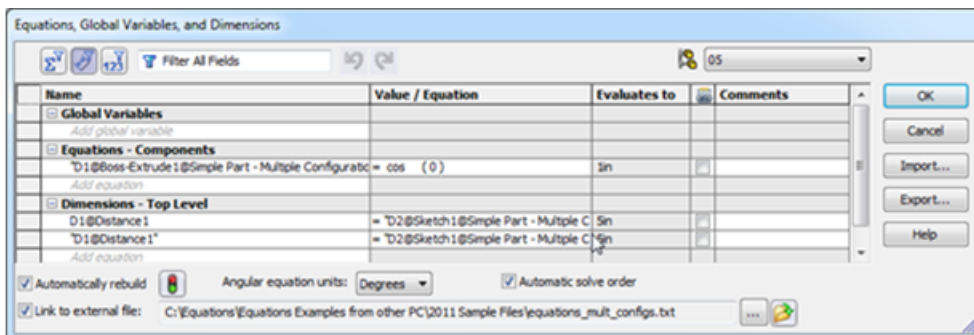 Equations, Global Variables, and Dimensions
Filter All Fields
05
Name Value / Equation Evaluates to Comments
Global Variables
Add global variable
Equations - Components
"D1@Boss-Extrude1@Simple Part - Multiple Configuratic = cos (0) 1in
Add equation
Dimensions - Top Level
D1@Distance1 = "D2@Sketch1@Simple Part - Multiple C 5in
"D1@Distance1" = "D2@Sketch1@Simple Part - Multiple C 5in
Add equation
OK
Cancel
Import...
Export...
Help
Automatically rebuild Angular equation units: Degrees Automatic solve order
Link to external file: C:\Equations\Equations Examples from other PC\2011 Sample Files\equations_mult_configs.txt ...